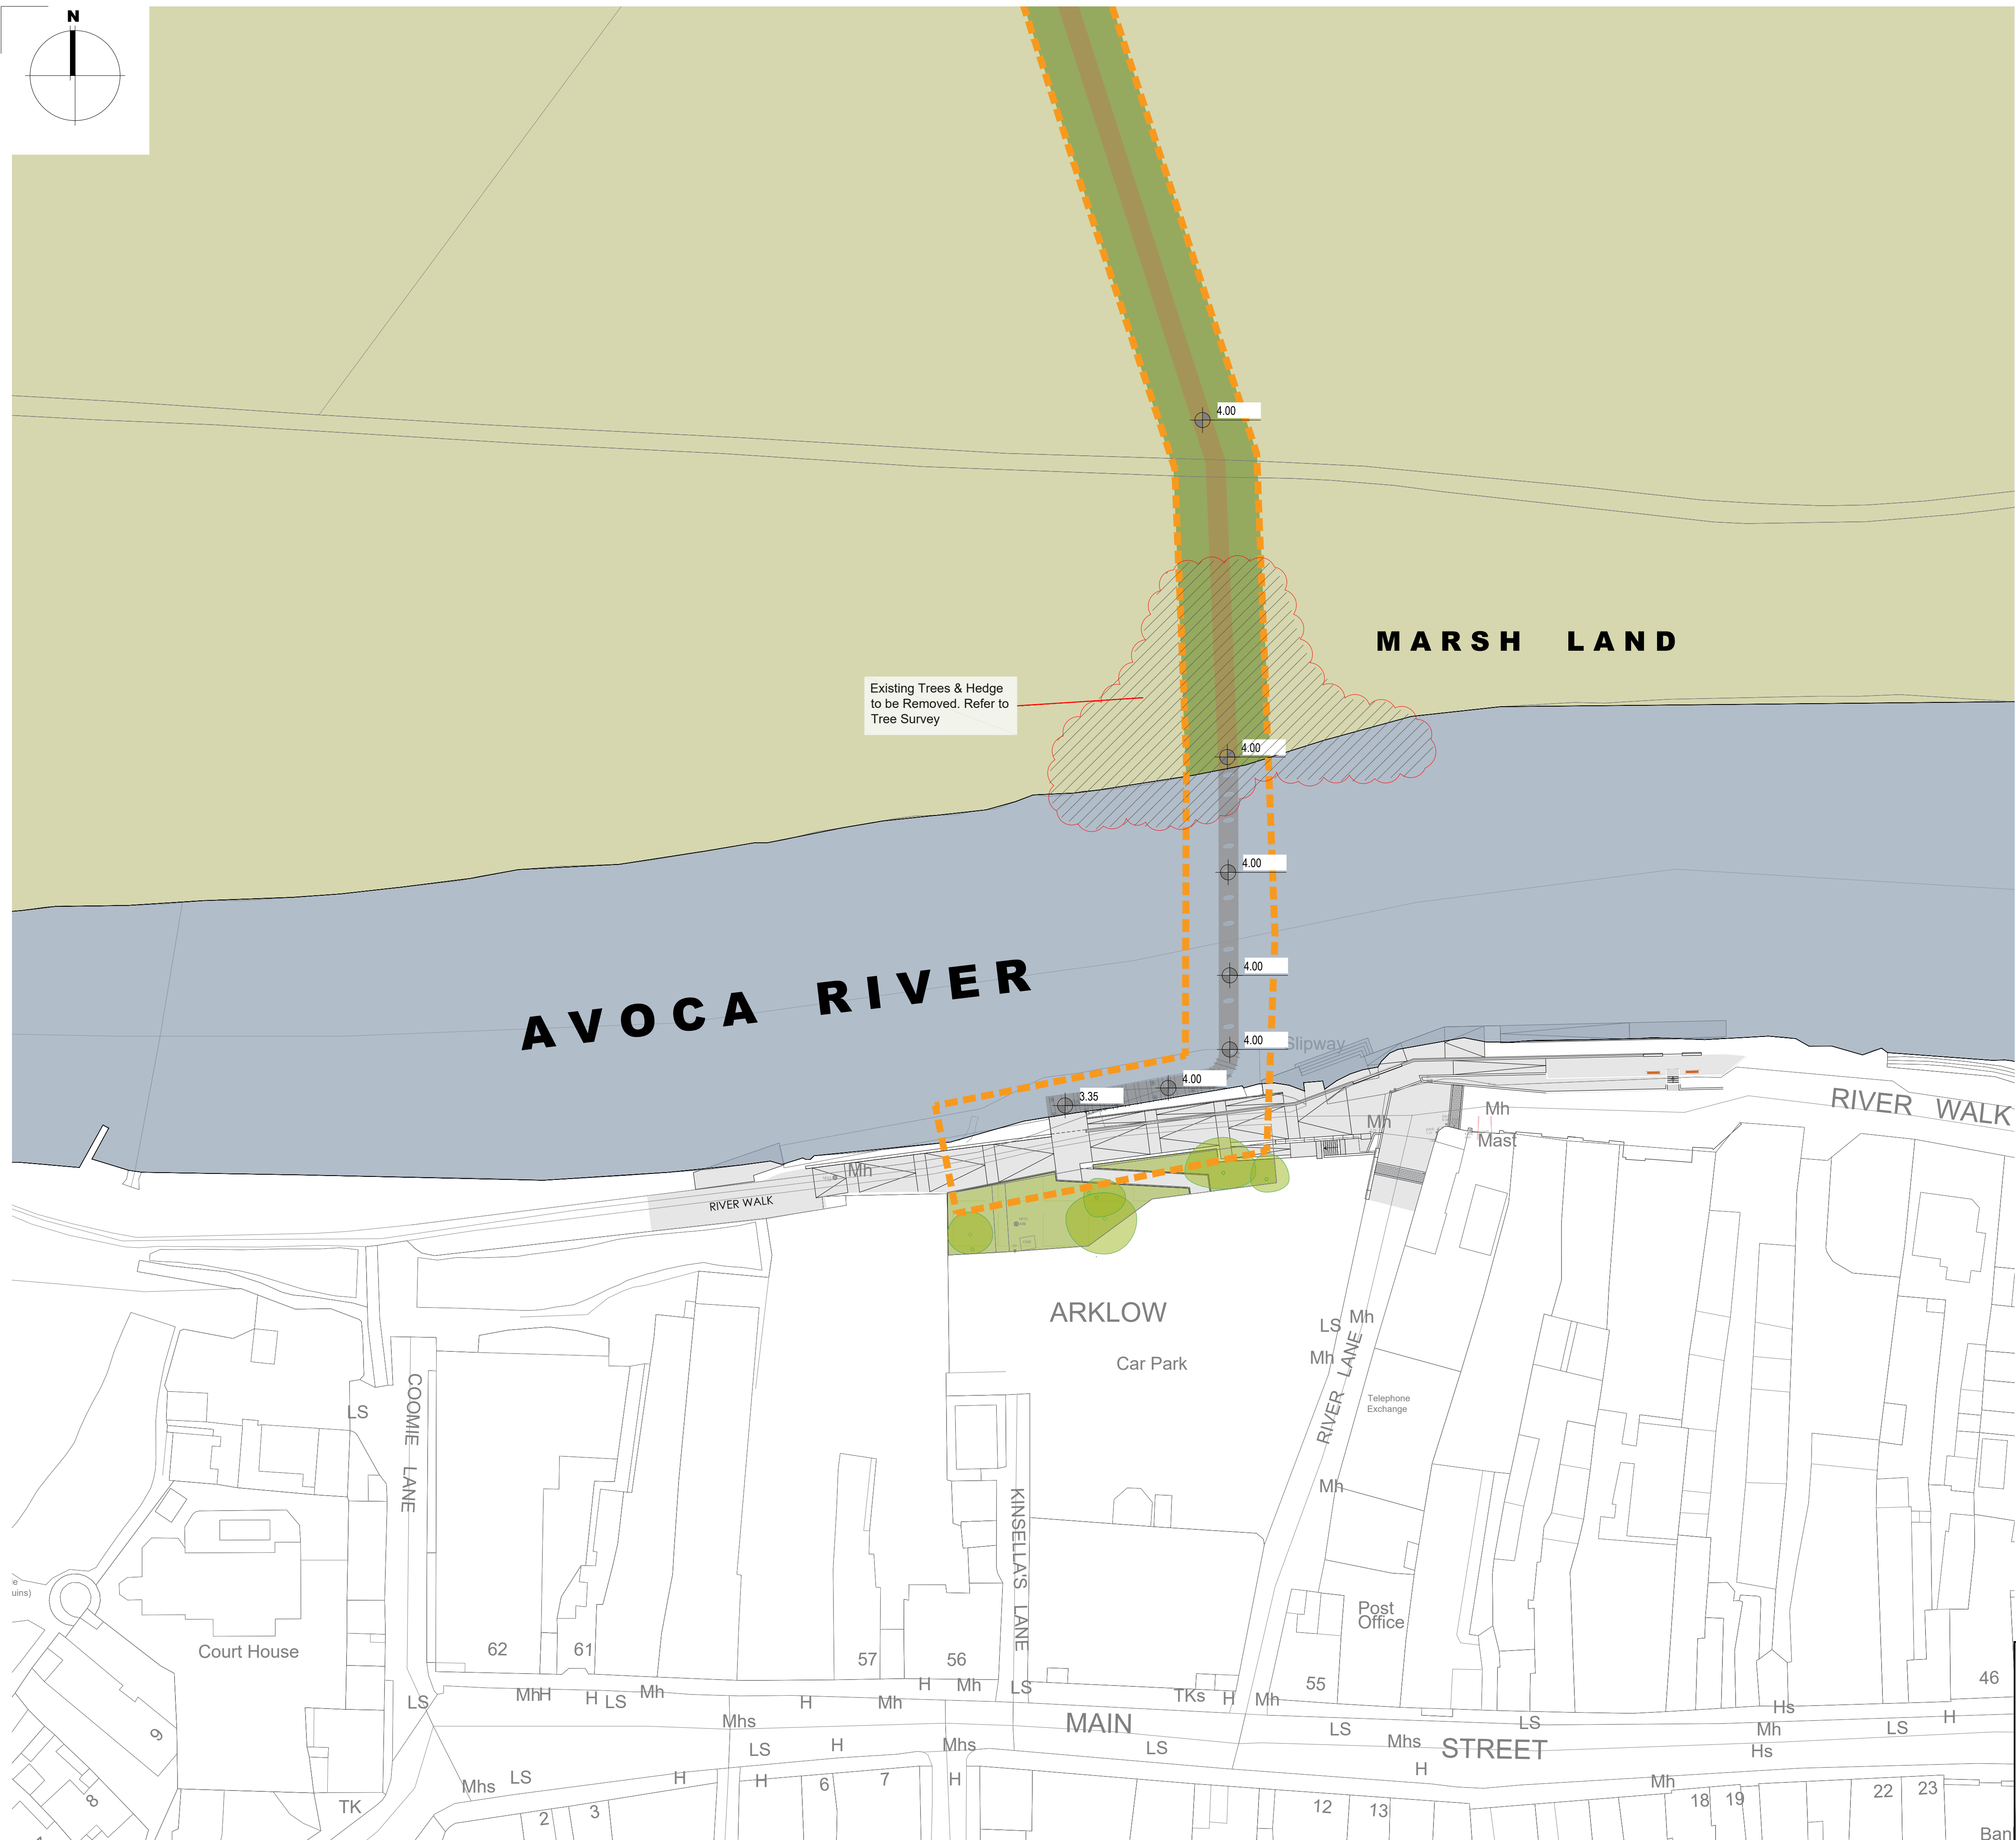 N
4.00
MARSH LAND
Existing Trees & Hedge
to be Removed. Refer to
Tree Survey
4.00
4.00
4.00
AVOCA RIVER
4.00
Slipway
4.00
3.35
RIVER WALK
Mh
Mh
Mast
Mh
RIVER WALK
ARKLOW
Car Park
LS
Mh
Mh
RIVER LANE
Telephone
Exchange
Mh
COOMIE LANE
LS
KINSELLA'S LANE
Post
Office
Court House
62
61
57
56
55
46
9
8
LS
Mh
H
H
LS
Mh
H
Mh
H
Mh
LS
TKs
H
Mh
Mhs
MAIN
STREET
LS
LS
Hs
Mh
Hs
LS
H
LS
H
Mhs
LS
Mhs
H
Mhs
LS
H
H
H
Mh
TK
2
3
6
7
12
13
18
19
22
23